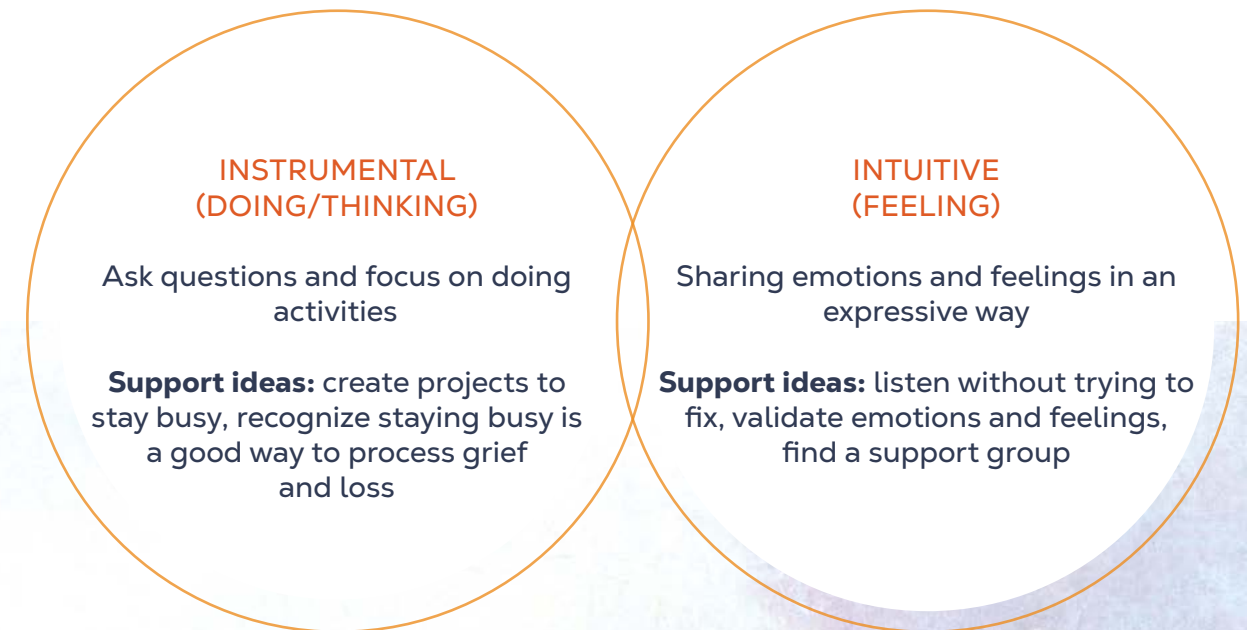 INSTRUMENTAL
(DOING/THINKING)
Ask questions and focus on doing
activities
Support ideas: create projects to
stay busy, recognize staying busy is
a good way to process grief
and loss
INTUITIVE
(FEELING)
Sharing emotions and feelings in an
expressive way
Support ideas: listen without trying to
fix, validate emotions and feelings,
find a support group